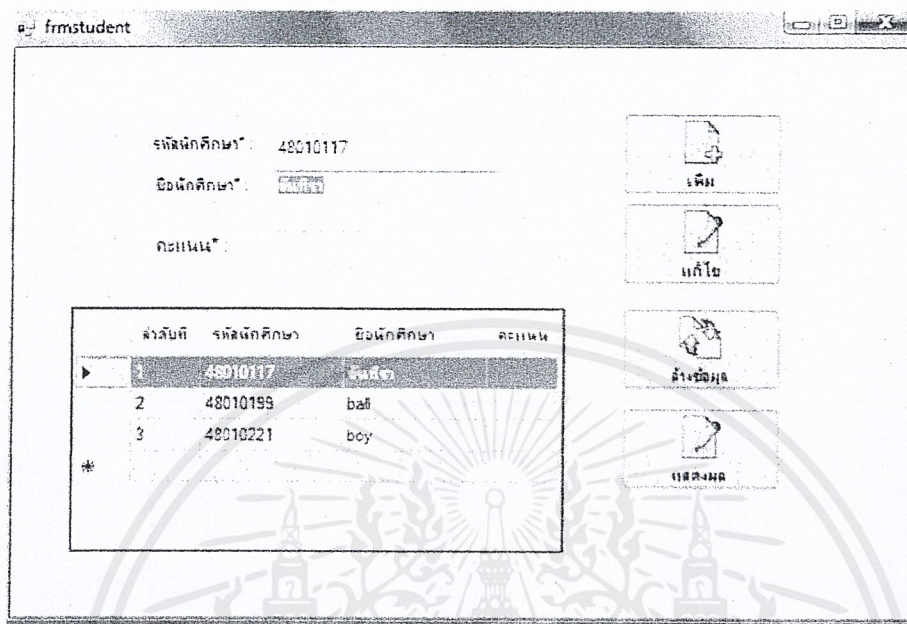 frmstudent
รหัสนักศึกษา* : 48010117
ชื่อนักศึกษา* :
คะแนน* :
เพิ่ม
แก้ไข
ล้างข้อมูล
แสดงผล
ลำดับที่ รหัสนักศึกษา ชื่อนักศึกษา คะแนน
1 48010117
2 48010199 ball
3 48010221 boy